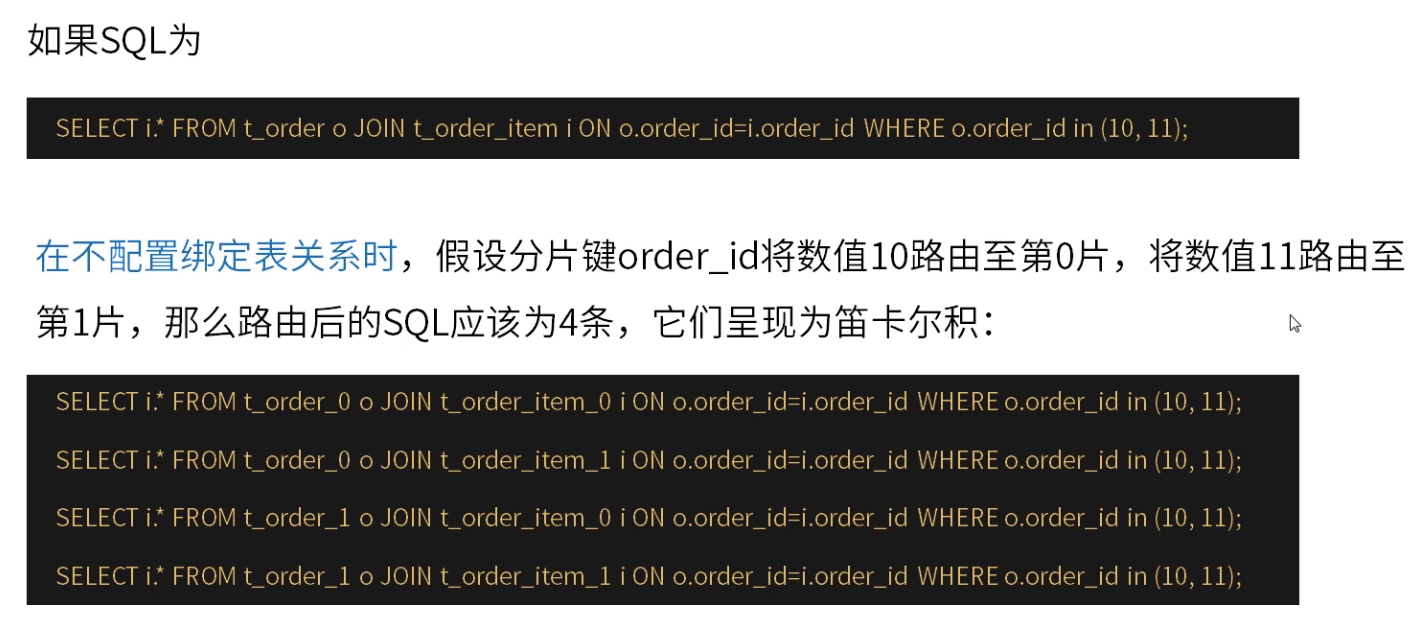 如果SQL为
SELECT i.* FROM t_order o JOIN t_order_item i ON o.order_id=i.order_id WHERE o.order_id in (10, 11);
在不配置绑定表关系时，假设分片键order_id将数值10路由至第0片，将数值11路由至
第1片，那么路由后的SQL应该为4条，它们呈现为笛卡尔积：
SELECT i.* FROM t_order_0 o JOIN t_order_item_0 i ON o.order_id=i.order_id WHERE o.order_id in (10, 11);
SELECT i.* FROM t_order_0 o JOIN t_order_item_1 i ON o.order_id=i.order_id WHERE o.order_id in (10, 11);
SELECT i.* FROM t_order_1 o JOIN t_order_item_0 i ON o.order_id=i.order_id WHERE o.order_id in (10, 11);
SELECT i.* FROM t_order_1 o JOIN t_order_item_1 i ON o.order_id=i.order_id WHERE o.order_id in (10, 11);